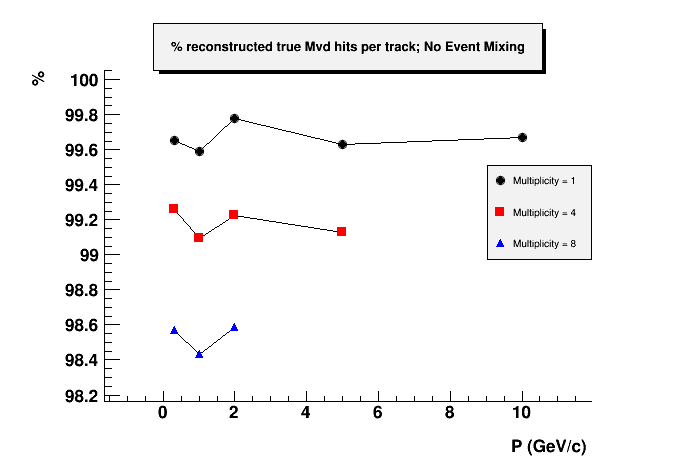 % reconstructed true Mvd hits per track; No Event Mixing
%
100
99.8
99.6
99.4
99.2
99
98.8
98.6
98.4
98.2
Multiplicity = 1
Multiplicity = 4
Multiplicity = 8
0 2 4 6 8 10
P (GeV/c)